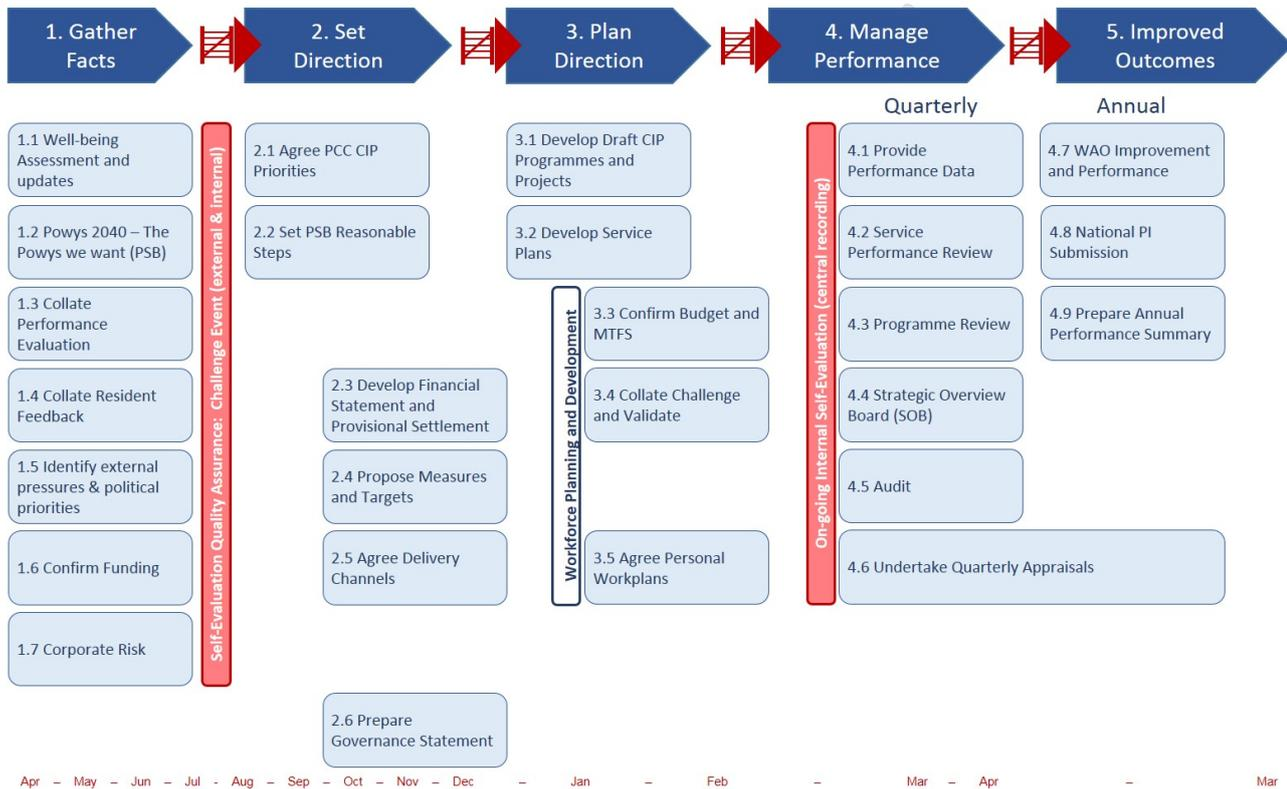 1. Gather
Facts
2. Set
Direction
3. Plan
Direction
4. Manage
Performance
5. Improved
Outcomes
Quarterly
Annual
1.1 Well-being
Assessment and
updates
1.2 Powys 2040 – The
Powys we want (PSB)
1.3 Collate
Performance
Evaluation
1.4 Collate Resident
Feedback
1.5 Identify external
pressures & political
priorities
1.6 Confirm Funding
1.7 Corporate Risk
Self-Evaluation Quality Assurance: Challenge Event (external & internal)
2.1 Agree PCC CIP
Priorities
2.2 Set PSB Reasonable
Steps
2.3 Develop Financial
Statement and
Provisional Settlement
2.4 Propose Measures
and Targets
2.5 Agree Delivery
Channels
2.6 Prepare
Governance Statement
3.1 Develop Draft CIP
Programmes and
Projects
3.2 Develop Service
Plans
Workforce Planning and Development
3.3 Confirm Budget and
MTFS
3.4 Collate Challenge
and Validate
3.5 Agree Personal
Workplans
On-going Internal Self-Evaluation (central recording)
4.1 Provide
Performance Data
4.2 Service
Performance Review
4.3 Programme Review
4.4 Strategic Overview
Board (SOB)
4.5 Audit
4.6 Undertake Quarterly Appraisals
4.7 WAO Improvement
and Performance
4.8 National PI
Submission
4.9 Prepare Annual
Performance Summary
Apr – May – Jun – Jul - Aug – Sep – Oct – Nov – Dec – Jan – Feb – Mar – Apr – Mar